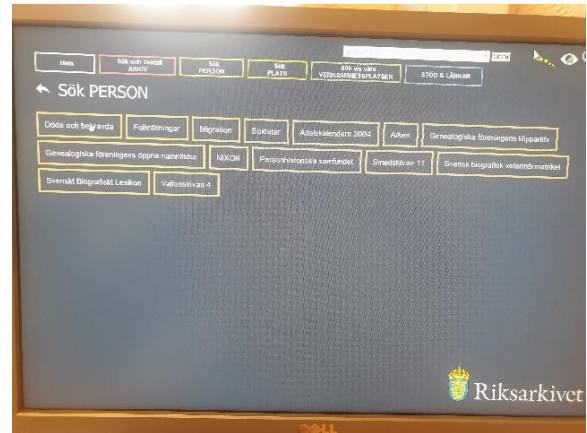 Hem
Sök och beställ
ARKIV
Sök
PERSON
Sök
PLATS
Sök via våra
VERKSAMHETSPLATSER
STÖD & LÄNKAR
Sök PERSON
Döda och begravda Folkräkningar Migration Soldater Adelskalendern 2004 Arken Genealogiska föreningens klipparkiv
Genealogiska föreningens öppna namnlistor NIXON Personhistoriska samfundet Smedskivan 11 Svensk biografisk veterinärmatrikel
Svenskt Biografiskt Lexikon Vallonskivan 4
Riksarkivet
DELL